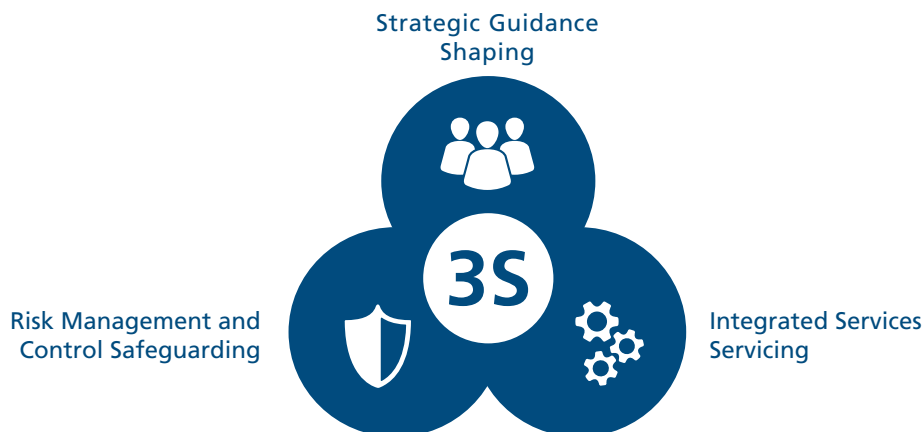 Strategic Guidance
Shaping
3S
Risk Management and
Control Safeguarding
Integrated Services
Servicing